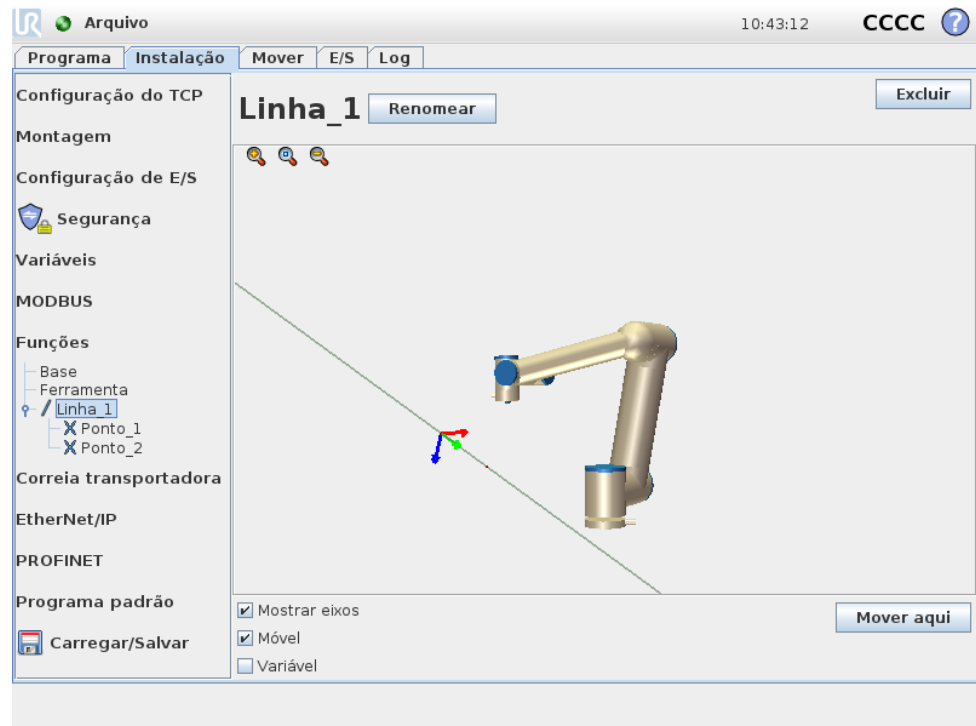 UR Arquivo 10:43:12 CCCC ?
Programa Instalação Mover E/S Log
Configuração do TCP
Montagem
Configuração de E/S
Segurança
Variáveis
MODBUS
Funções
Base
Ferramenta
Linha_1
Ponto_1
Ponto_2
Correia transportadora
EtherNet/IP
PROFINET
Programa padrão
Carregar/Salvar
Linha_1 Renomear Excluir
Mostrar eixos
Móvel
Variável
Mover aqui